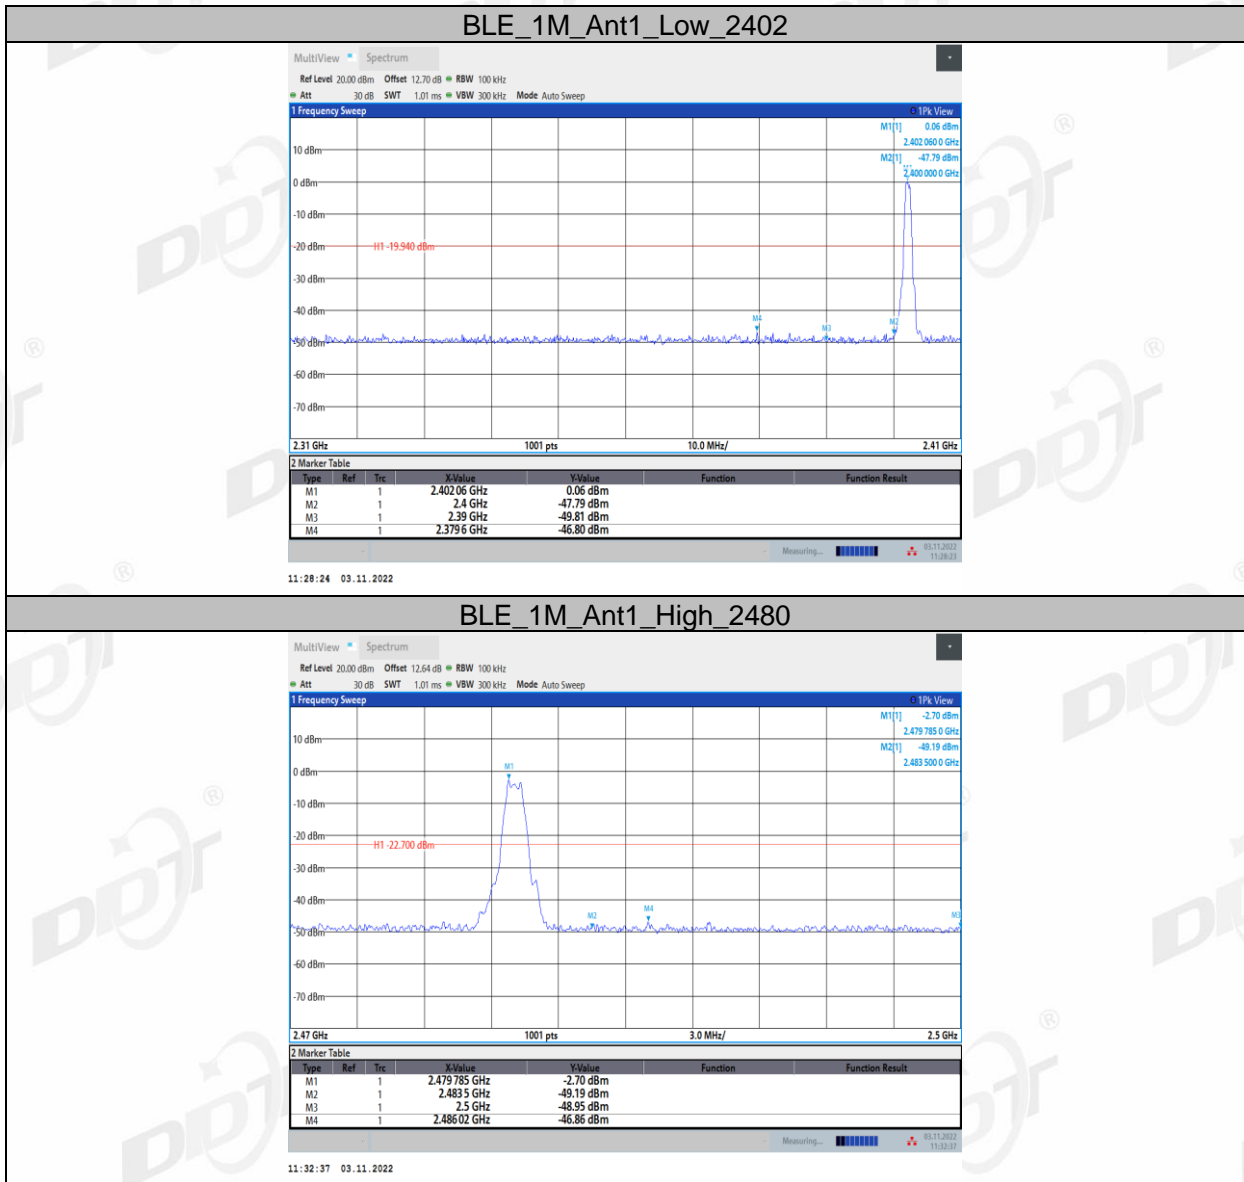 BLE_1M_Ant1_Low_2402
MultiView Spectrum
Ref Level 20.00 dBm Offset 12.70 dB RBW 100 kHz
Att 30 dB SWT 1.01 ms VBW 300 kHz Mode Auto Sweep
1 Frequency Sweep 1Pk View
M1[1] 0.06 dBm
2.402 060 0 GHz
10 dBm
M2[1] -47.79 dBm
2.400 000 0 GHz
0 dBm
-10 dBm
-20 dBm
H1 -19.940 dBm
-30 dBm
-40 dBm
M4
M3
M2
-50 dBm
-60 dBm
-70 dBm
2.31 GHz 1001 pts 10.0 MHz/ 2.41 GHz
2 Marker Table
Type Ref Trc X-Value Y-Value Function Function Result
M1 1 2.402 06 GHz 0.06 dBm
M2 1 2.4 GHz -47.79 dBm
M3 1 2.39 GHz -49.81 dBm
M4 1 2.379 6 GHz -46.80 dBm
Measuring... 03.11.2022
11:28:23
11:28:24 03.11.2022
BLE_1M_Ant1_High_2480
MultiView Spectrum
Ref Level 20.00 dBm Offset 12.64 dB RBW 100 kHz
Att 30 dB SWT 1.01 ms VBW 300 kHz Mode Auto Sweep
1 Frequency Sweep 1Pk View
M1[1] -2.70 dBm
2.479 785 0 GHz
10 dBm
M2[1] -49.19 dBm
2.483 500 0 GHz
0 dBm
M1
-10 dBm
-20 dBm
H1 -22.700 dBm
-30 dBm
-40 dBm
M2
M4
M3
-50 dBm
-60 dBm
-70 dBm
2.47 GHz 1001 pts 3.0 MHz/ 2.5 GHz
2 Marker Table
Type Ref Trc X-Value Y-Value Function Function Result
M1 1 2.479 785 GHz -2.70 dBm
M2 1 2.483 5 GHz -49.19 dBm
M3 1 2.5 GHz -48.95 dBm
M4 1 2.486 02 GHz -46.86 dBm
Measuring... 03.11.2022
11:32:37
11:32:37 03.11.2022
DDT
®